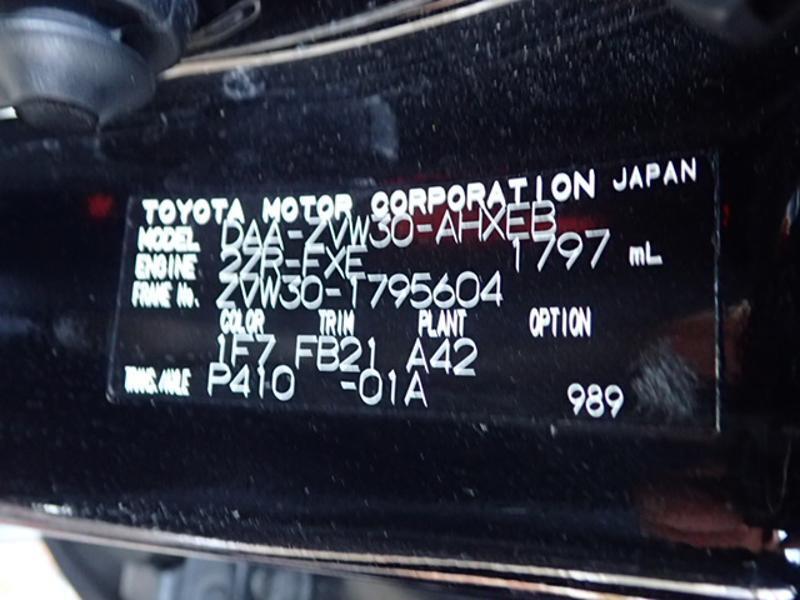 TOYOTA MOTOR CORPORATION JAPAN
MODEL DAA-ZVW30-AHXEB
ENGINE 2ZR-FXE 1797 mL
FRAME No. ZVW30-1795604
COLOR TRIM PLANT OPTION
1F7 FB21 A42
TRANS./AXLE P410 -01A
989